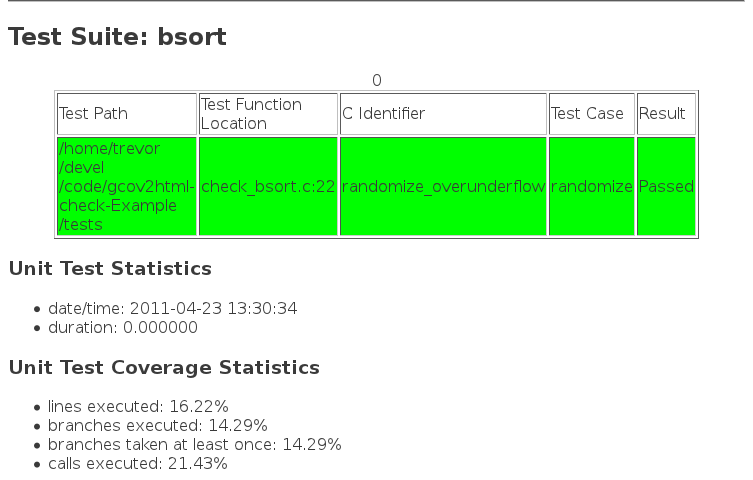 Test Suite: bsort
0
Test Path
Test Function
Location
C Identifier
Test Case
Result
/home/trevor
/devel
/code/gcov2html-
check-Example
/tests
check_bsort.c:22
randomize_overunderflow
randomize
Passed
Unit Test Statistics
• date/time: 2011-04-23 13:30:34
• duration: 0.000000
Unit Test Coverage Statistics
• lines executed: 16.22%
• branches executed: 14.29%
• branches taken at least once: 14.29%
• calls executed: 21.43%